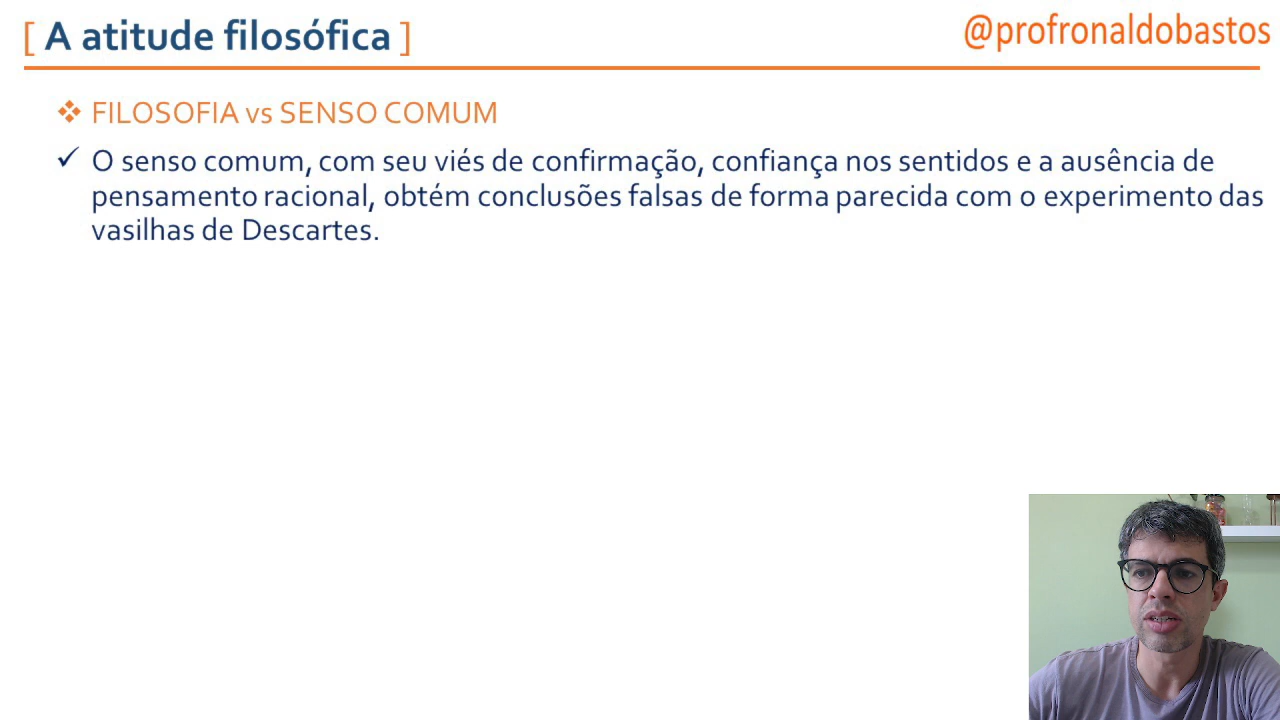 [ A atitude filosófica ]
@profronaldobastos
FILOSOFIA vs SENSO COMUM
O senso comum, com seu viés de confirmação, confiança nos sentidos e a ausência de
pensamento racional, obtém conclusões falsas de forma parecida com o experimento das
vasilhas de Descartes.